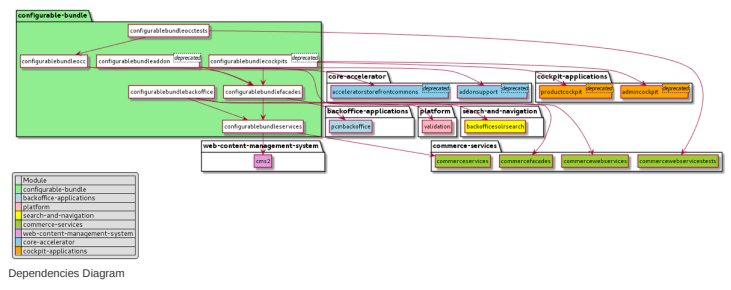 configurable-bundle
configurablebundleocctests
configurablebundleocc
configurablebundleaddon
deprecated
configurablebundlecockpits
deprecated
core-accelerator
cockpit-applications
configurablebundlebackoffice
configurablebundlefacades
acceleratorstorefrontcommons
deprecated
addonsupport
deprecated
productcockpit
deprecated
admincockpit
deprecated
backoffice-applications
platform
search-and-navigation
configurablebundleservices
pcmbackoffice
validation
backofficesolrsearch
web-content-management-system
commerce-services
cms2
commerceservices
commercefacades
commercewebservices
commercewebservicestests
Module
configurable-bundle
backoffice-applications
platform
search-and-navigation
commerce-services
web-content-management-system
core-accelerator
cockpit-applications
Dependencies Diagram